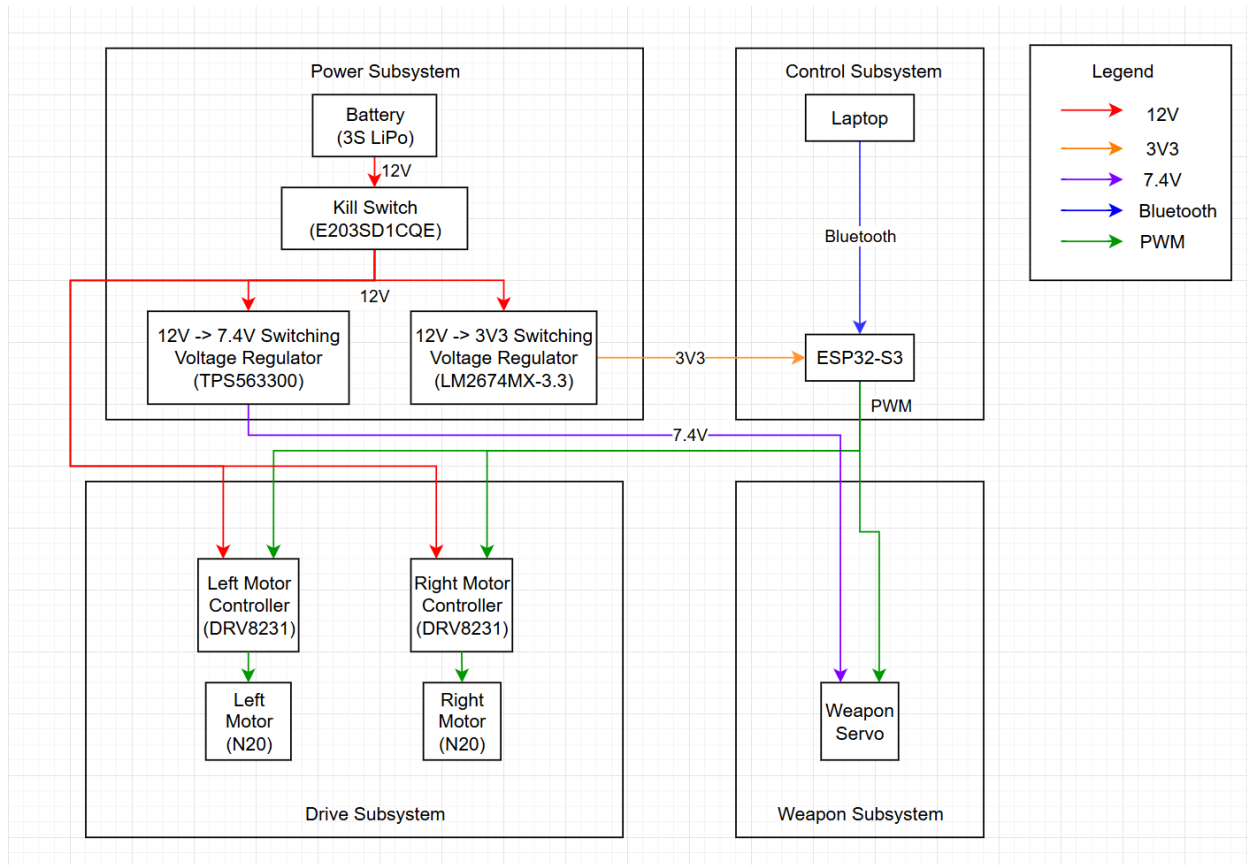 Power Subsystem
Battery
(3S LiPo)
12V
Kill Switch
(E203SD1CQE)
12V
12V -> 7.4V Switching
Voltage Regulator
(TPS563300)
12V -> 3V3 Switching
Voltage Regulator
(LM2674MX-3.3)
3V3
Control Subsystem
Laptop
Bluetooth
ESP32-S3
PWM
7.4V
Legend
12V
3V3
7.4V
Bluetooth
PWM
Left Motor
Controller
(DRV8231)
Right Motor
Controller
(DRV8231)
Left
Motor
(N20)
Right
Motor
(N20)
Drive Subsystem
Weapon
Servo
Weapon Subsystem